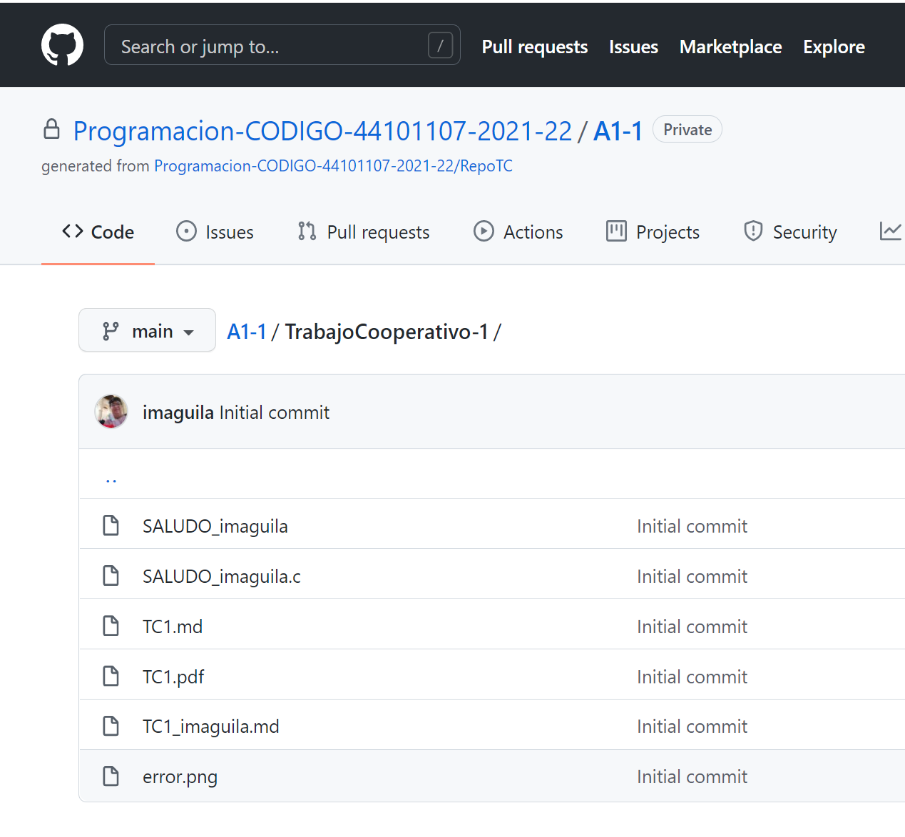 Search or jump to... / Pull requests Issues Marketplace Explore
Programacion-CODIGO-44101107-2021-22 / A1-1 Private
generated from Programacion-CODIGO-44101107-2021-22/RepoTC
<> Code Issues Pull requests Actions Projects Security
main A1-1 / TrabajoCooperativo-1 /
imaguila Initial commit
..
SALUDO_imaguila Initial commit
SALUDO_imaguila.c Initial commit
TC1.md Initial commit
TC1.pdf Initial commit
TC1_imaguila.md Initial commit
error.png Initial commit